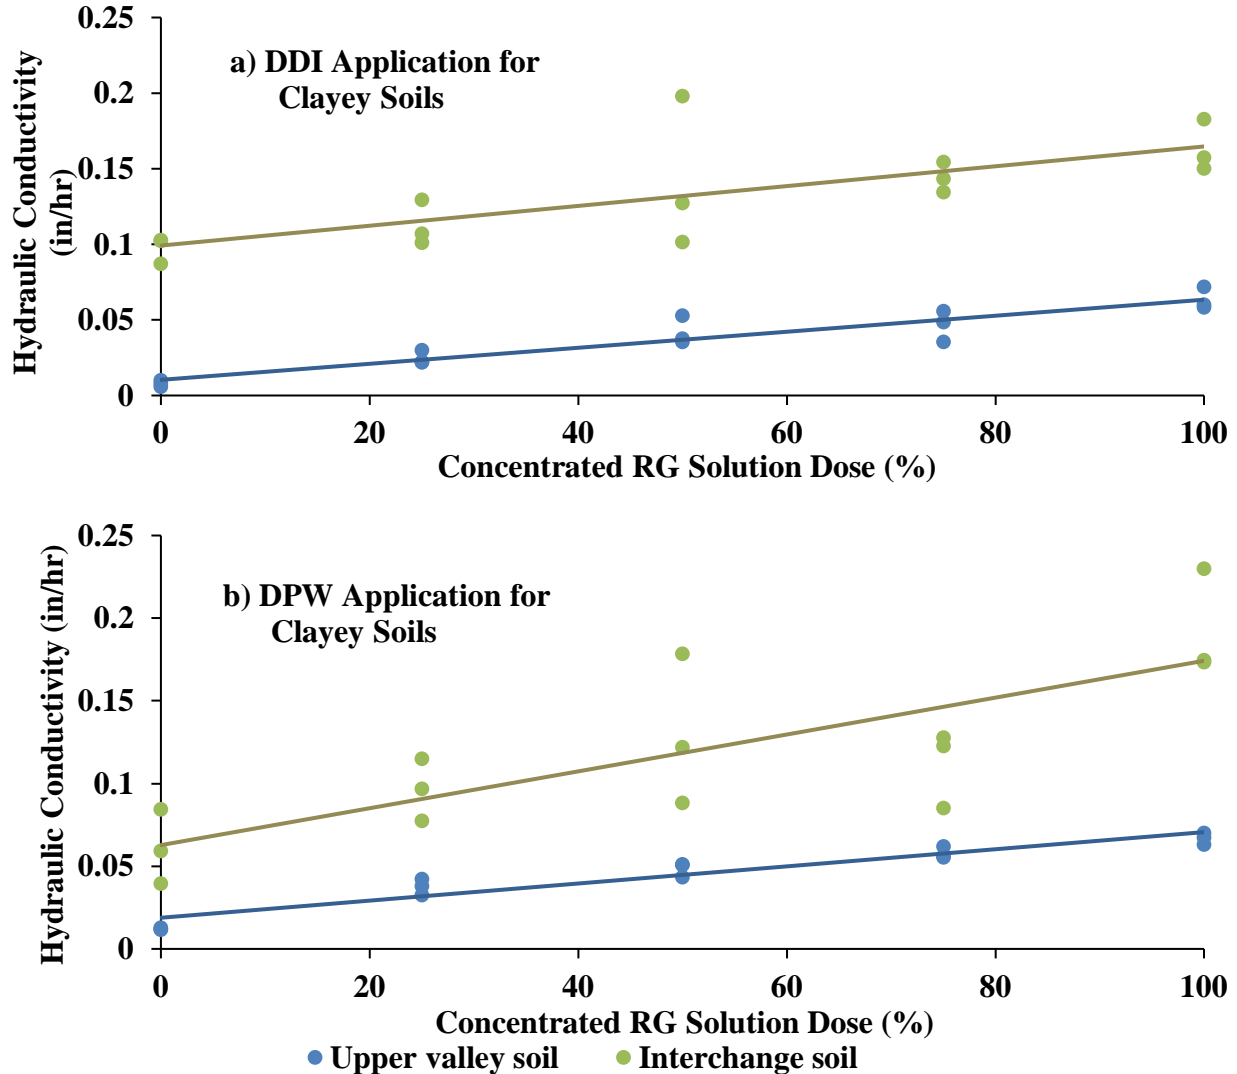 0.25
0.2
0.15
0.1
0.05
0
Hydraulic Conductivity
(in/hr)
a) DDI Application for
Clayey Soils
0 20 40 60 80 100
Concentrated RG Solution Dose (%)
0.25
0.2
0.15
0.1
0.05
0
Hydraulic Conductivity (in/hr)
b) DPW Application for
Clayey Soils
0 20 40 60 80 100
Concentrated RG Solution Dose (%)
Upper valley soil Interchange soil